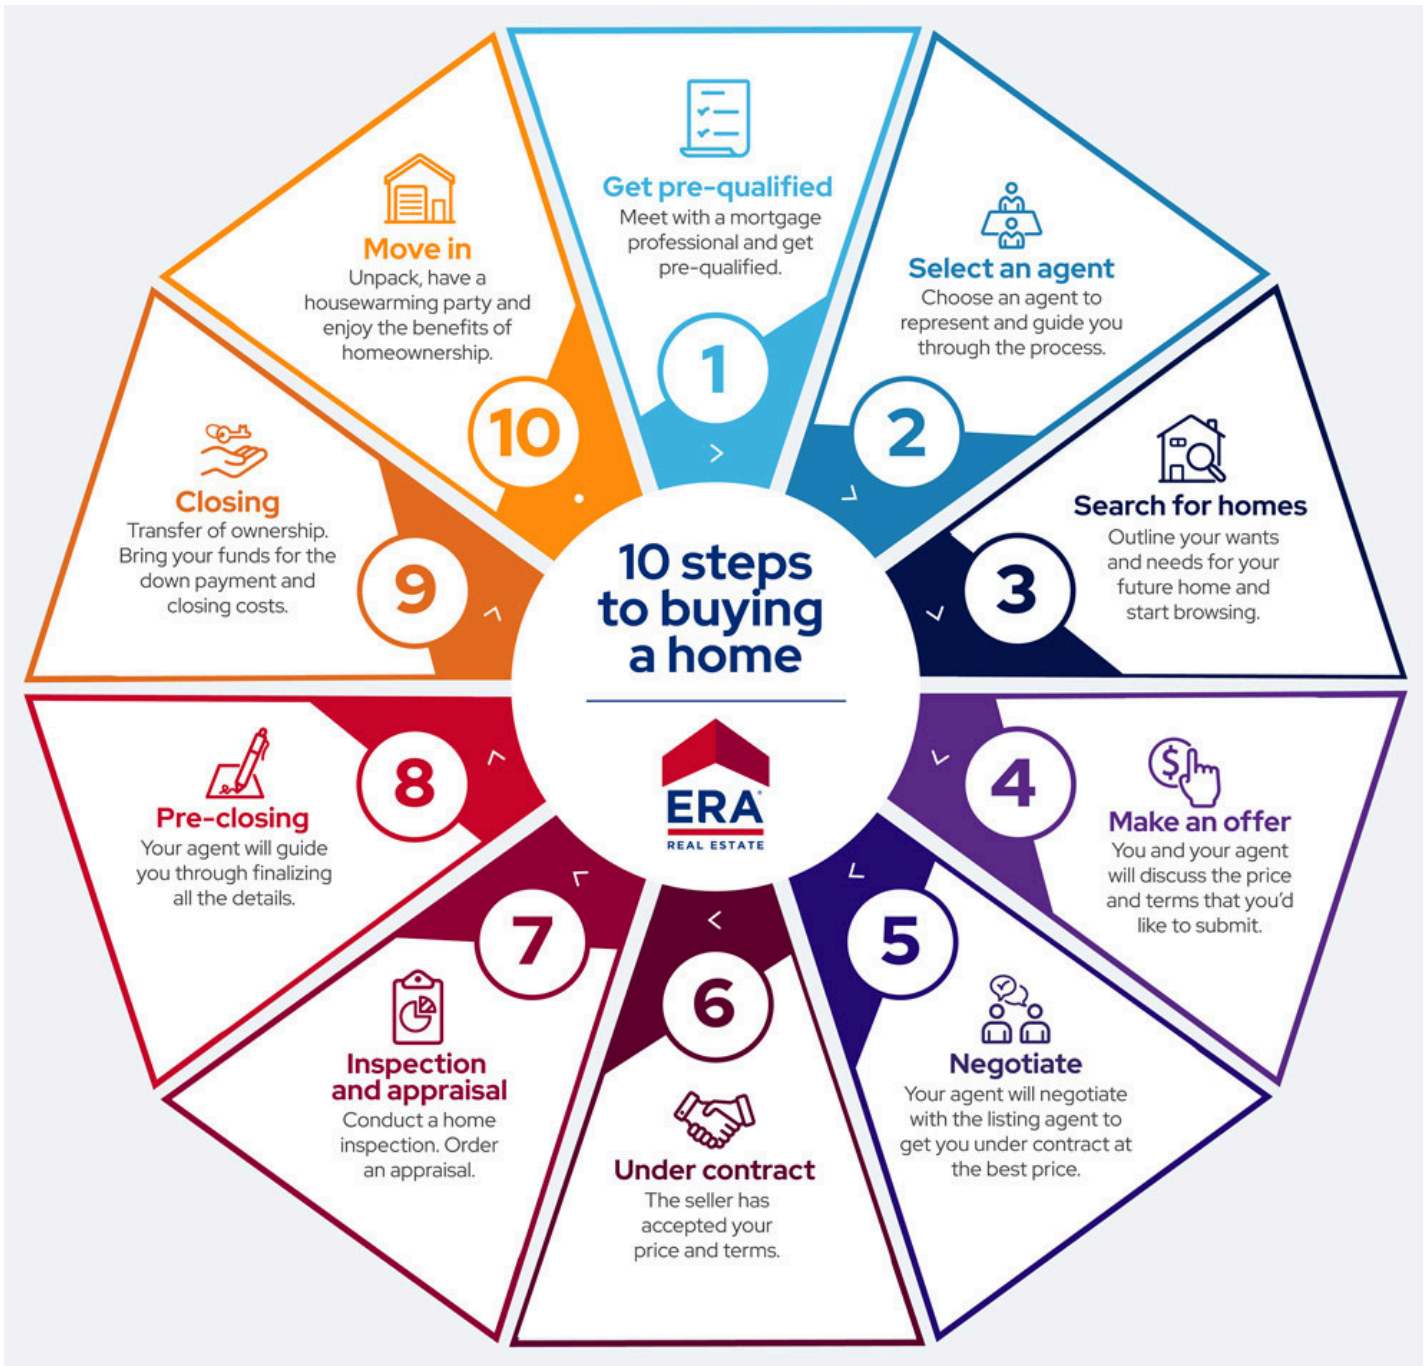 10 steps
to buying
a home
ERA
REAL ESTATE
Get pre-qualified
Meet with a mortgage
professional and get
pre-qualified.
1
Select an agent
Choose an agent to
represent and guide you
through the process.
2
Search for homes
Outline your wants
and needs for your
future home and
start browsing.
3
Make an offer
You and your agent
will discuss the price
and terms that you’d
like to submit.
4
Negotiate
Your agent will negotiate
with the listing agent to
get you under contract at
the best price.
5
6
Under contract
The seller has
accepted your
price and terms.
7
Inspection
and appraisal
Conduct a home
inspection. Order
an appraisal.
8
Pre-closing
Your agent will guide
you through finalizing
all the details.
9
Closing
Transfer of ownership.
Bring your funds for the
down payment and
closing costs.
10
Move in
Unpack, have a
housewarming party and
enjoy the benefits of
homeownership.